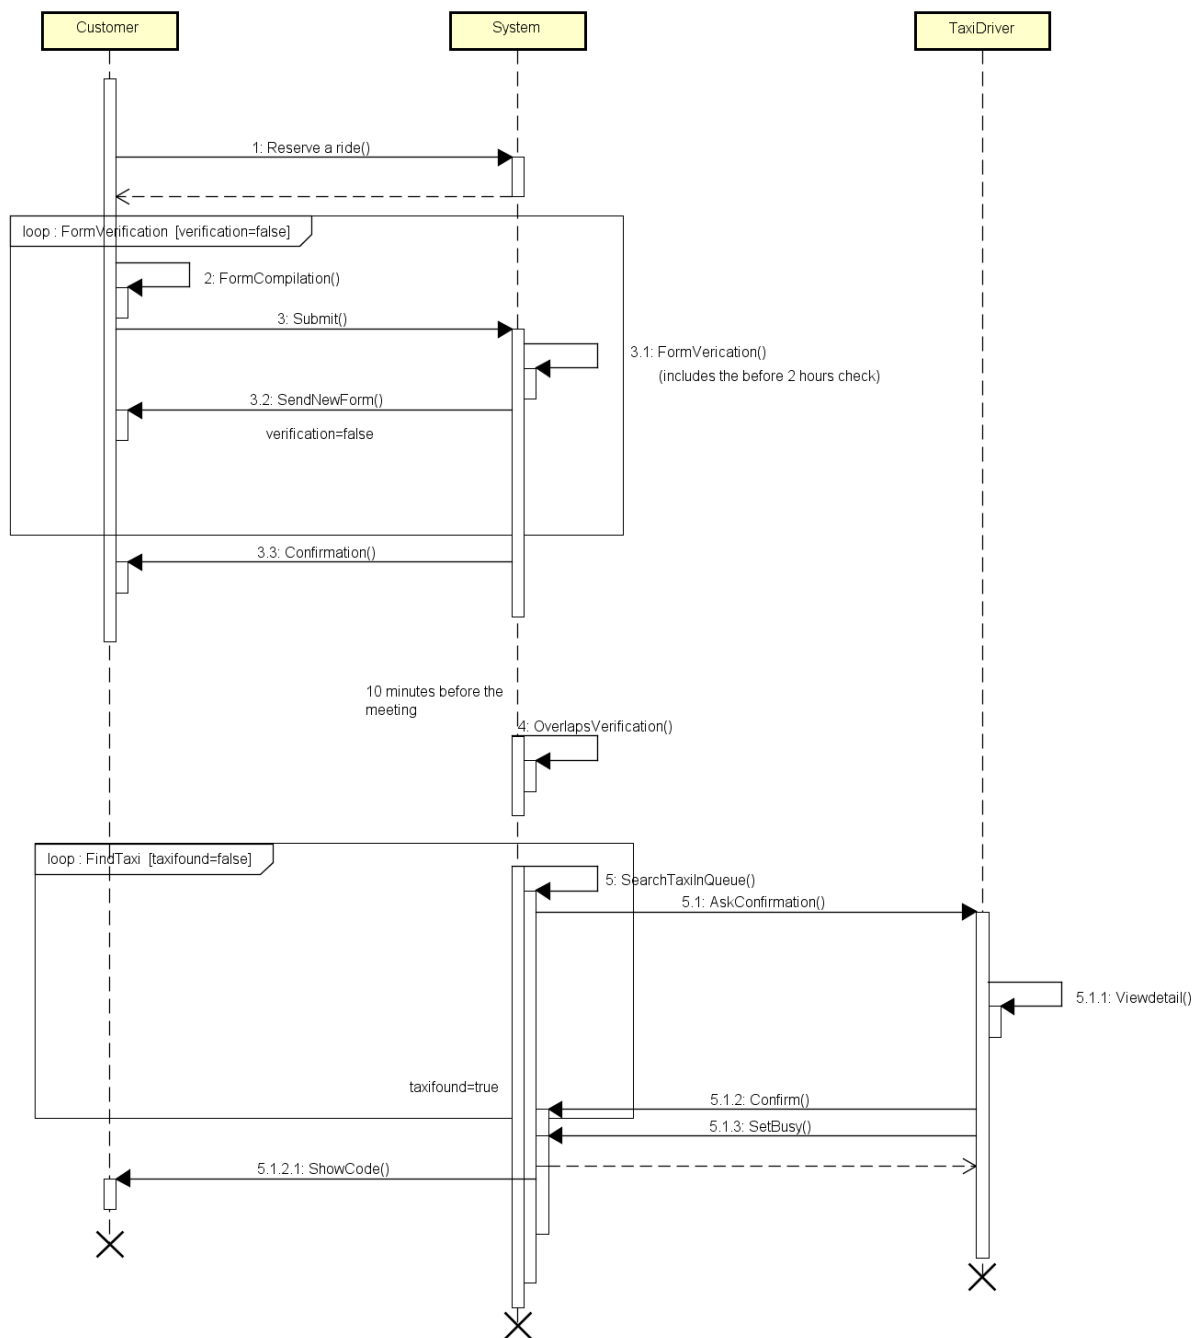 Customer
System
TaxiDriver
1: Reserve a ride()
loop : FormVerification [verification=false]
2: FormCompilation()
3: Submit()
3.1: FormVerication()
(includes the before 2 hours check)
3.2: SendNewForm()
verification=false
3.3: Confirmation()
10 minutes before the
meeting
4: OverlapsVerification()
loop : FindTaxi [taxifound=false]
5: SearchTaxiInQueue()
5.1: AskConfirmation()
5.1.1: Viewdetail()
taxifound=true
5.1.2: Confirm()
5.1.3: SetBusy()
5.1.2.1: ShowCode()